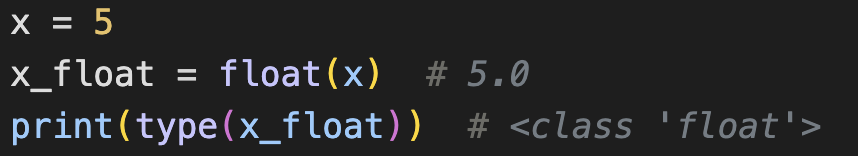 x = 5
x_float = float(x)  # 5.0
print(type(x_float))  # <class 'float'>